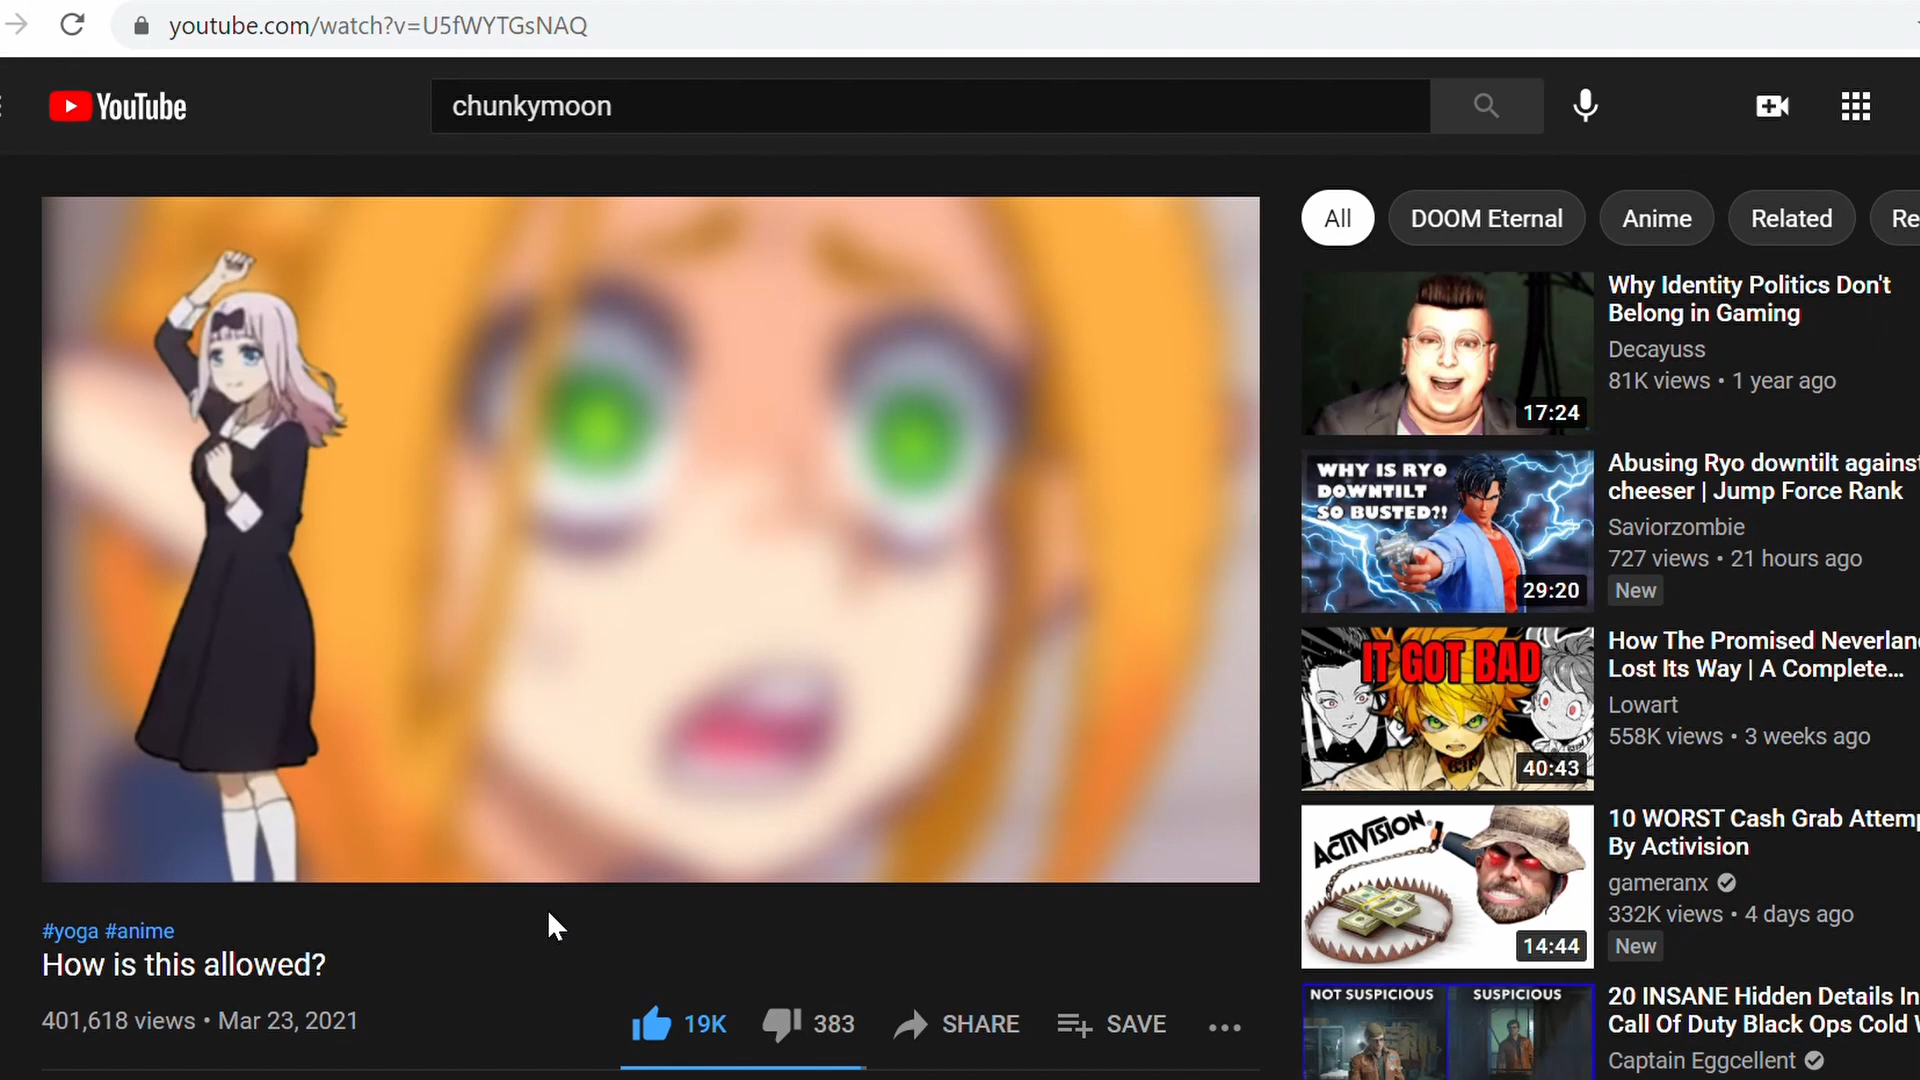 youtube.com/watch?v=U5fWYTGsNAQ
YouTube
chunkymoon
All
DOOM Eternal
Anime
Related
Re
Why Identity Politics Don't
Belong in Gaming
Decayuss
81K views • 1 year ago
17:24
WHY IS RYO
DOWNTILT
SO BUSTED?!
29:20
Abusing Ryo downtilt against
cheeser | Jump Force Rank
Saviorzombie
727 views • 21 hours ago
New
IT GOT BAD
40:43
How The Promised Neverlan
Lost Its Way | A Complete...
Lowart
558K views • 3 weeks ago
ACTIVISION
14:44
10 WORST Cash Grab Attemp
By Activision
gameranx
332K views • 4 days ago
New
NOT SUSPICIOUS
SUSPICIOUS
20 INSANE Hidden Details In
Call Of Duty Black Ops Cold W
Captain Eggcellent
#yoga #anime
How is this allowed?
401,618 views • Mar 23, 2021
19K
383
SHARE
SAVE